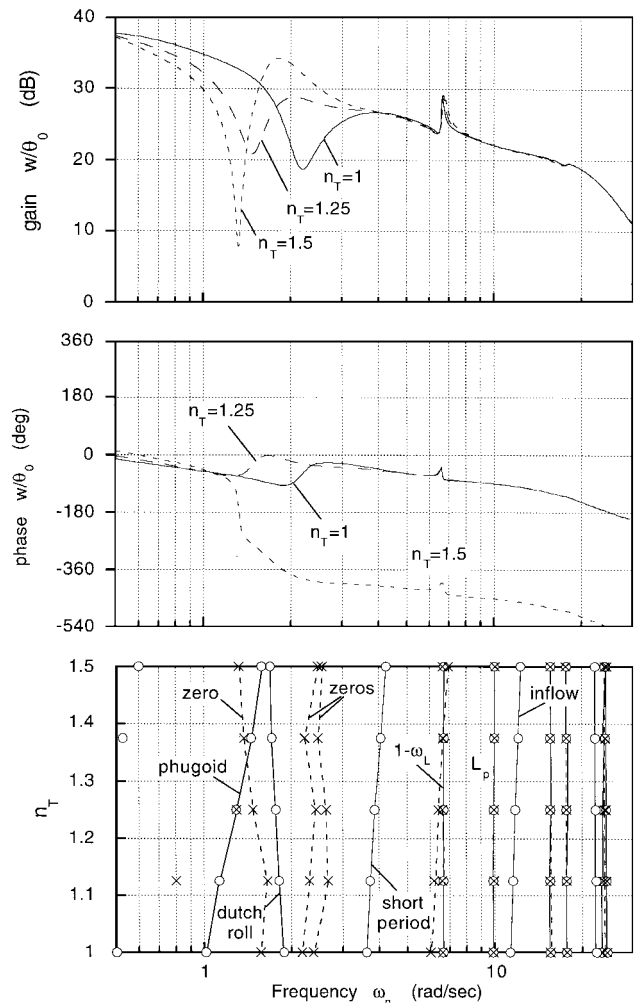 40
30
20
10
0
gain w/θ₀ (dB)
n_T=1
n_T=1.25
n_T=1.5
360
180
0
-180
-360
-540
phase w/θ₀ (deg)
n_T=1.25
n_T=1
n_T=1.5
1.5
1.4
1.3
1.2
1.1
1
n_T
zero
zeros
inflow
phugoid
1-ω_L
L_p
dutch
roll
short
period
1
10
Frequency ω_n (rad/sec)